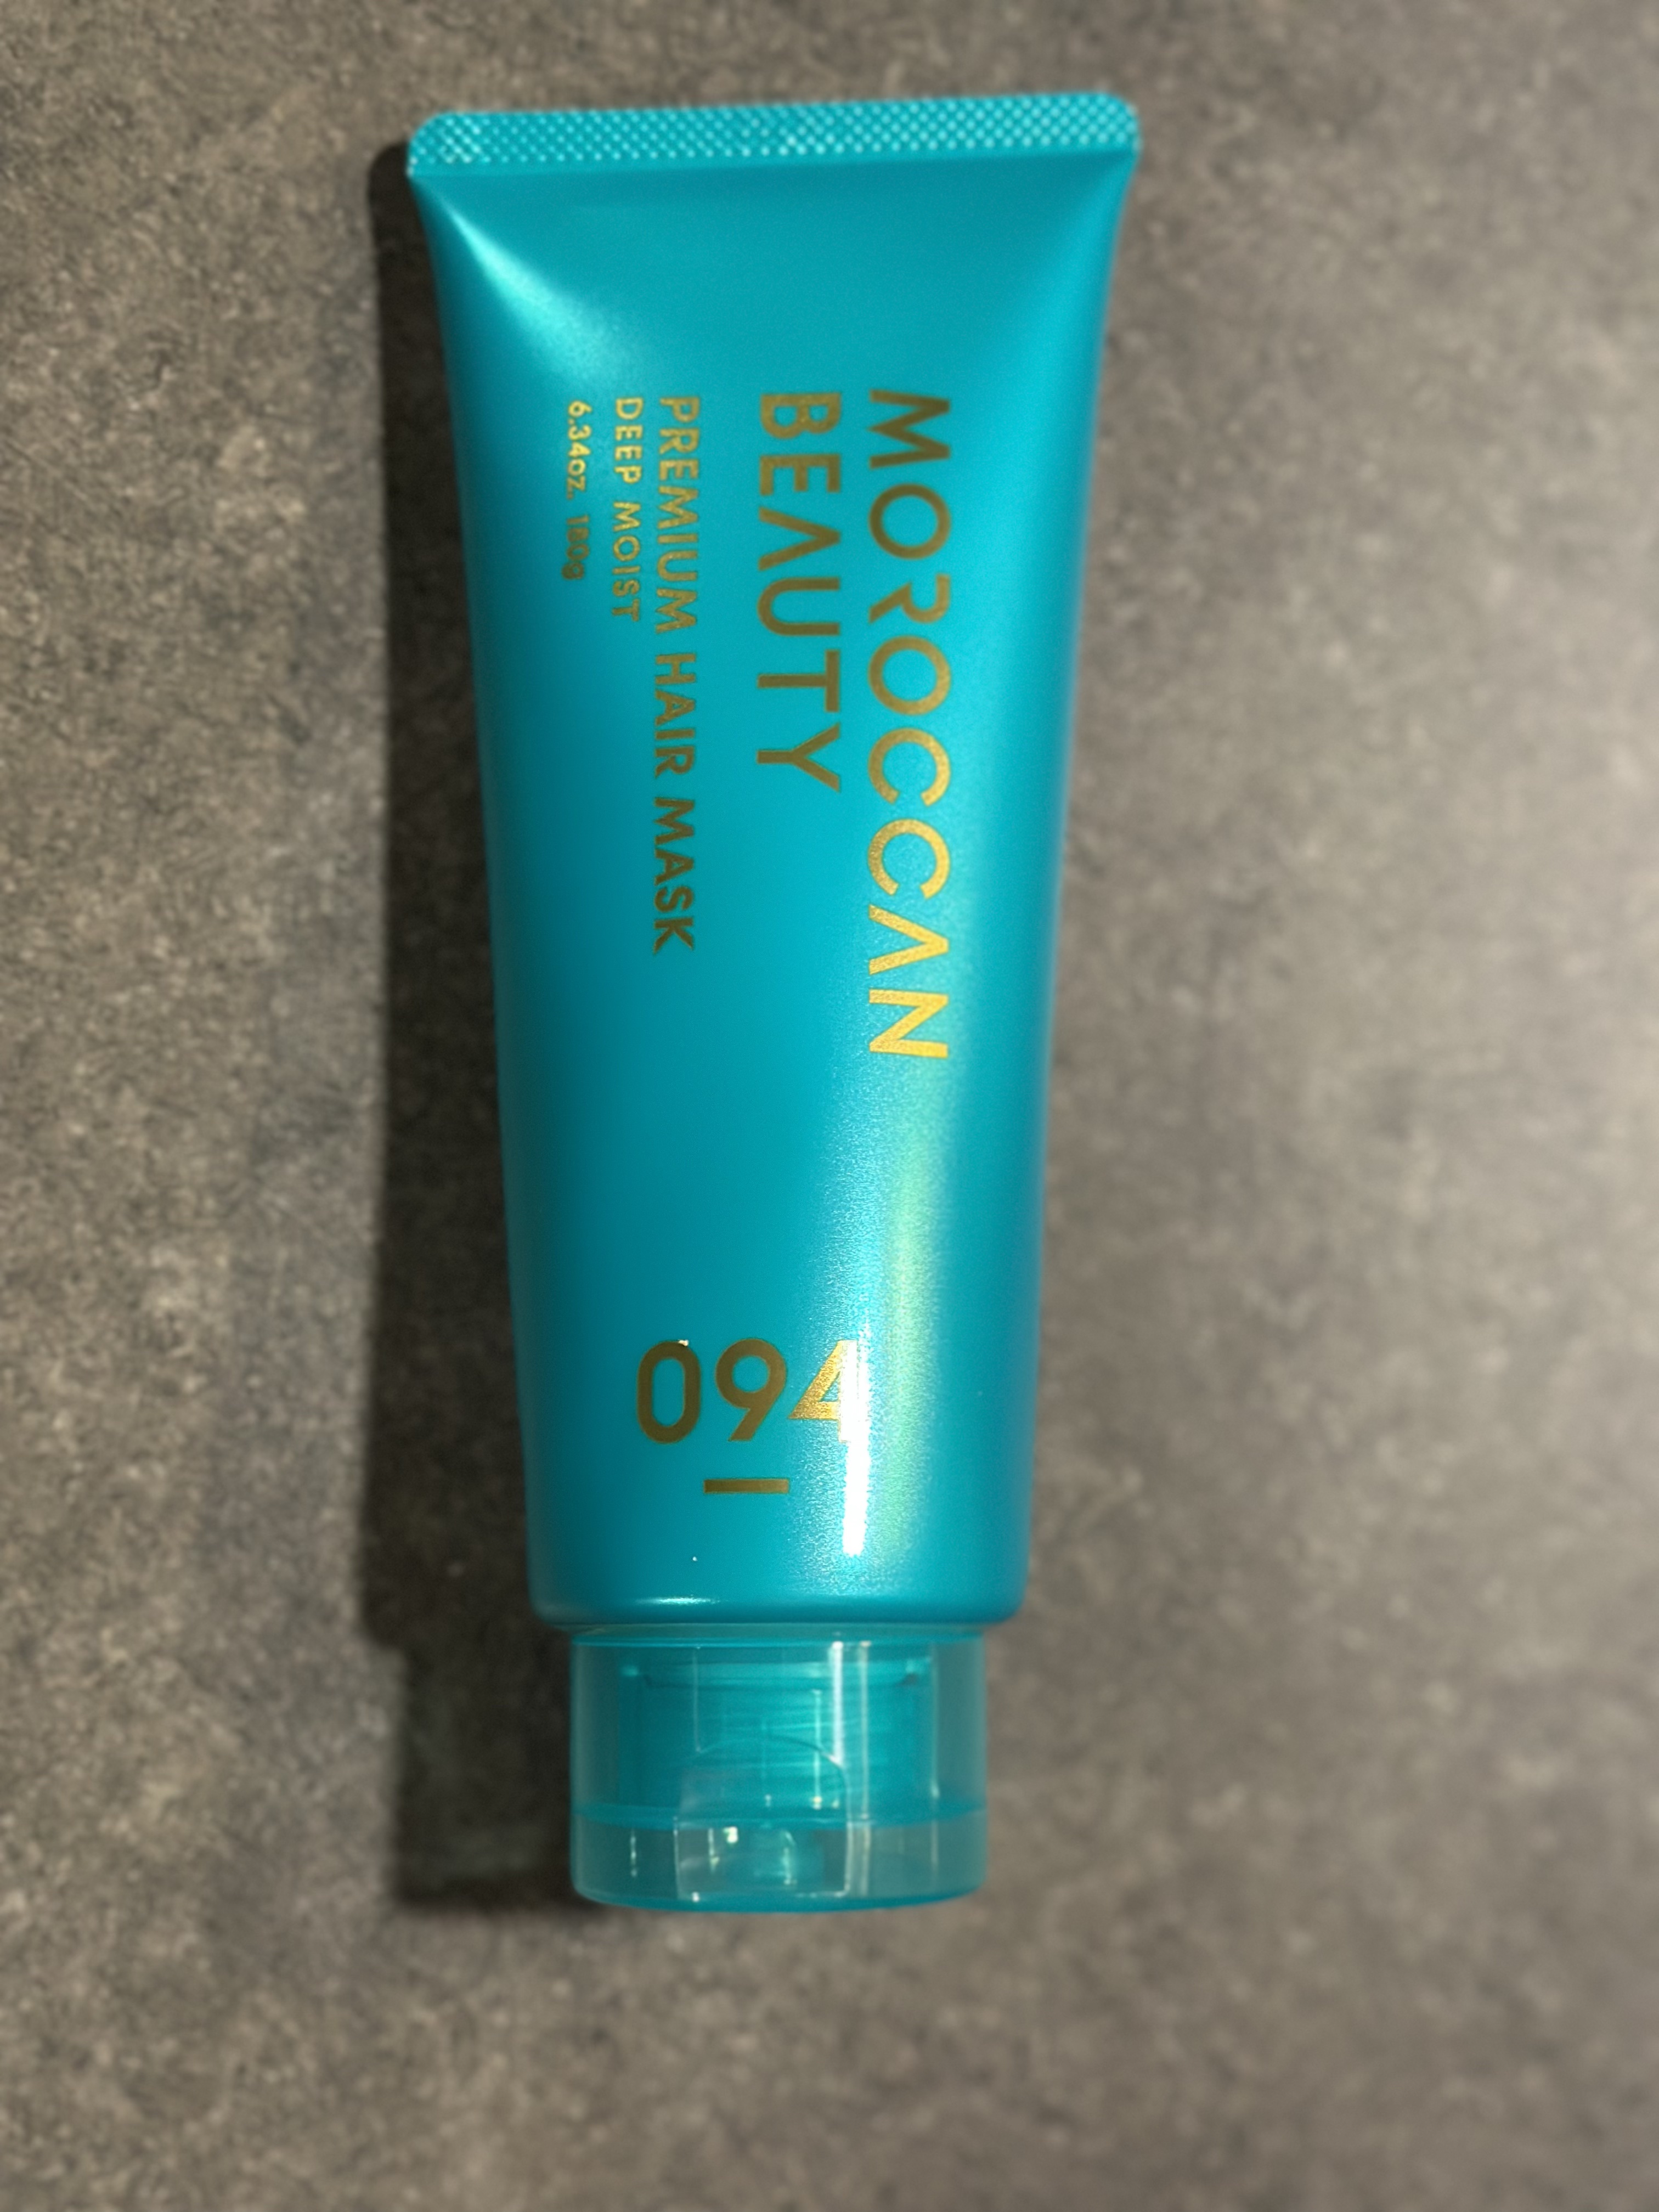 MOROCCAN
BEAUTY
PREMIUM HAIR MASK
DEEP MOIST
6.34oz. 180g
094